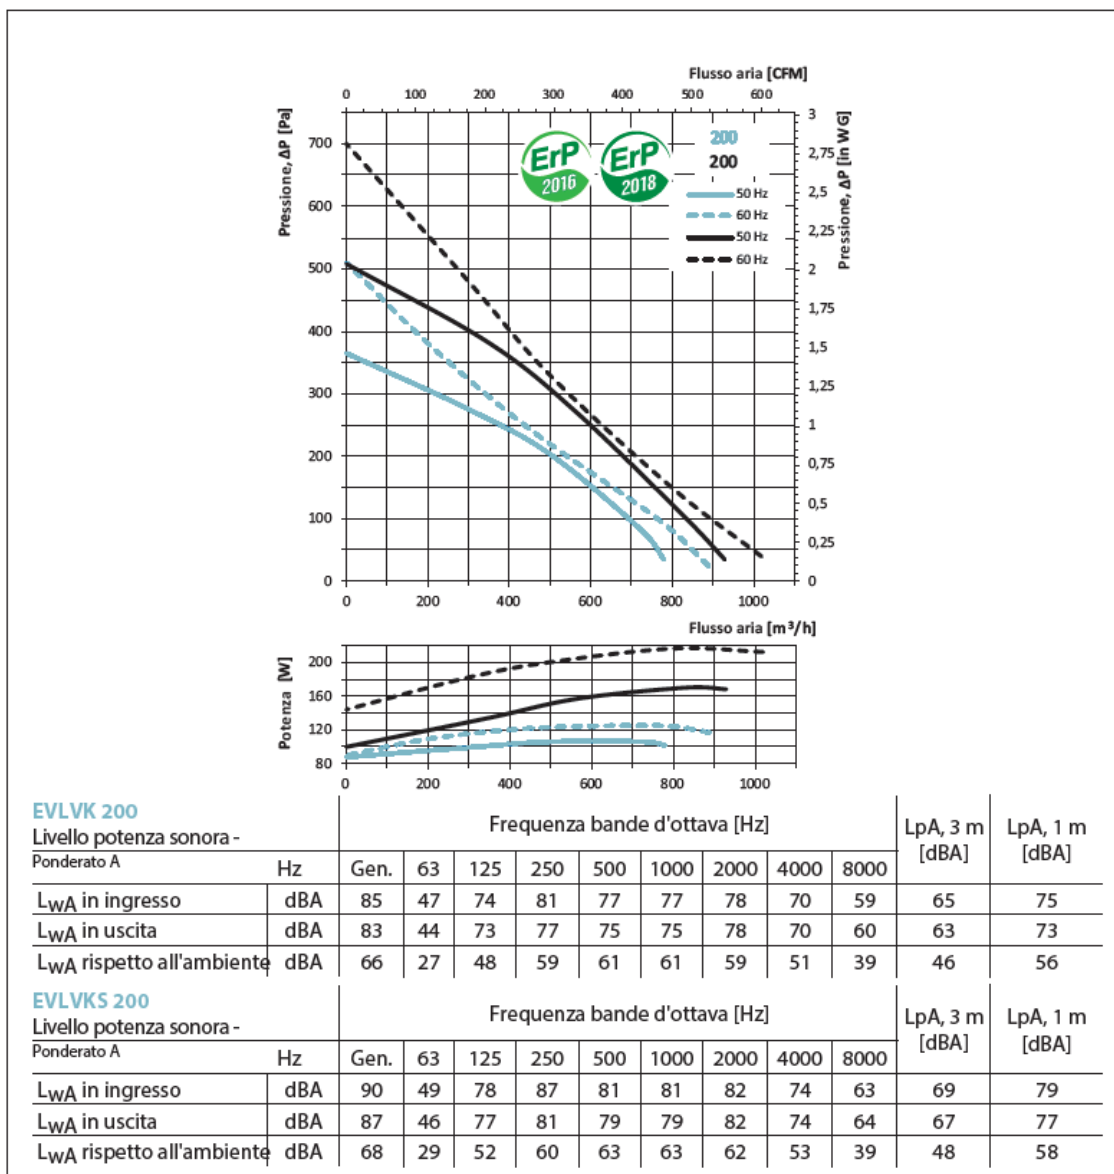 Flusso aria [CFM]
0 100 200 300 400 500 600
Pressione, ΔP [Pa]
700
600
500
400
300
200
100
0
ErP
2016
ErP
2018
200
200
50 Hz
60 Hz
50 Hz
60 Hz
Pressione, ΔP [in WG]
3
2,75
2,5
2,25
2
1,75
1,5
1,25
1
0,75
0,5
0,25
0
0 200 400 600 800 1000
Flusso aria [m³/h]
Potenza [W]
200
160
120
80
0 200 400 600 800 1000
EVLVK 200
Livello potenza sonora -
Ponderato A
Frequenza bande d'ottava [Hz]
LpA, 3 m
[dBA]
LpA, 1 m
[dBA]
Hz Gen. 63 125 250 500 1000 2000 4000 8000
LWA in ingresso dBA 85 47 74 81 77 77 78 70 59 65 75
LWA in uscita dBA 83 44 73 77 75 75 78 70 60 63 73
LWA rispetto all'ambiente dBA 66 27 48 59 61 61 59 51 39 46 56
EVLVKS 200
Livello potenza sonora -
Ponderato A
Frequenza bande d'ottava [Hz]
LpA, 3 m
[dBA]
LpA, 1 m
[dBA]
Hz Gen. 63 125 250 500 1000 2000 4000 8000
LWA in ingresso dBA 90 49 78 87 81 81 82 74 63 69 79
LWA in uscita dBA 87 46 77 81 79 79 82 74 64 67 77
LWA rispetto all'ambiente dBA 68 29 52 60 63 63 62 53 39 48 58